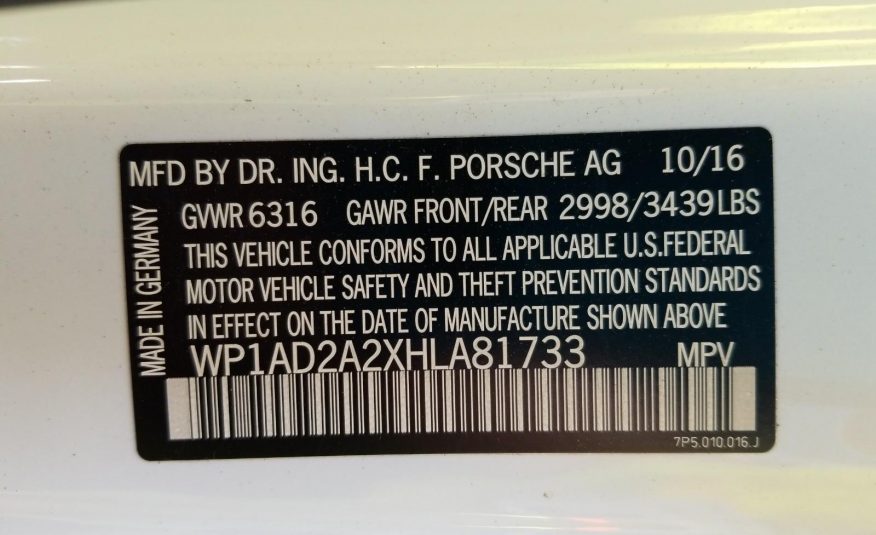 MFD BY DR. ING. H.C. F. PORSCHE AG 10/16
GVWR 6316 GAWR FRONT/REAR 2998/3439LBS
THIS VEHICLE CONFORMS TO ALL APPLICABLE U.S.FEDERAL
MOTOR VEHICLE SAFETY AND THEFT PREVENTION STANDARDS
IN EFFECT ON THE DATE OF MANUFACTURE SHOWN ABOVE
WP1AD2A2XHLA81733 MPV
7P5.010.016.J
MADE IN GERMANY